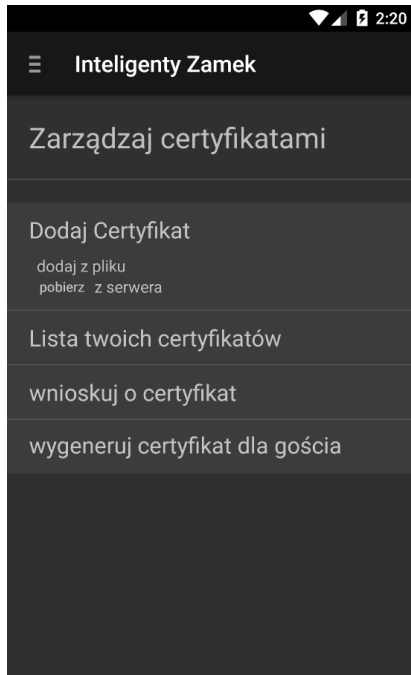 2:20
Inteligenty Zamek
Zarządzaj certyfikatami
Dodaj Certyfikat
dodaj z pliku
pobierz z serwera
Lista twoich certyfikatów
wnioskuj o certyfikat
wygeneruj certyfikat dla gościa